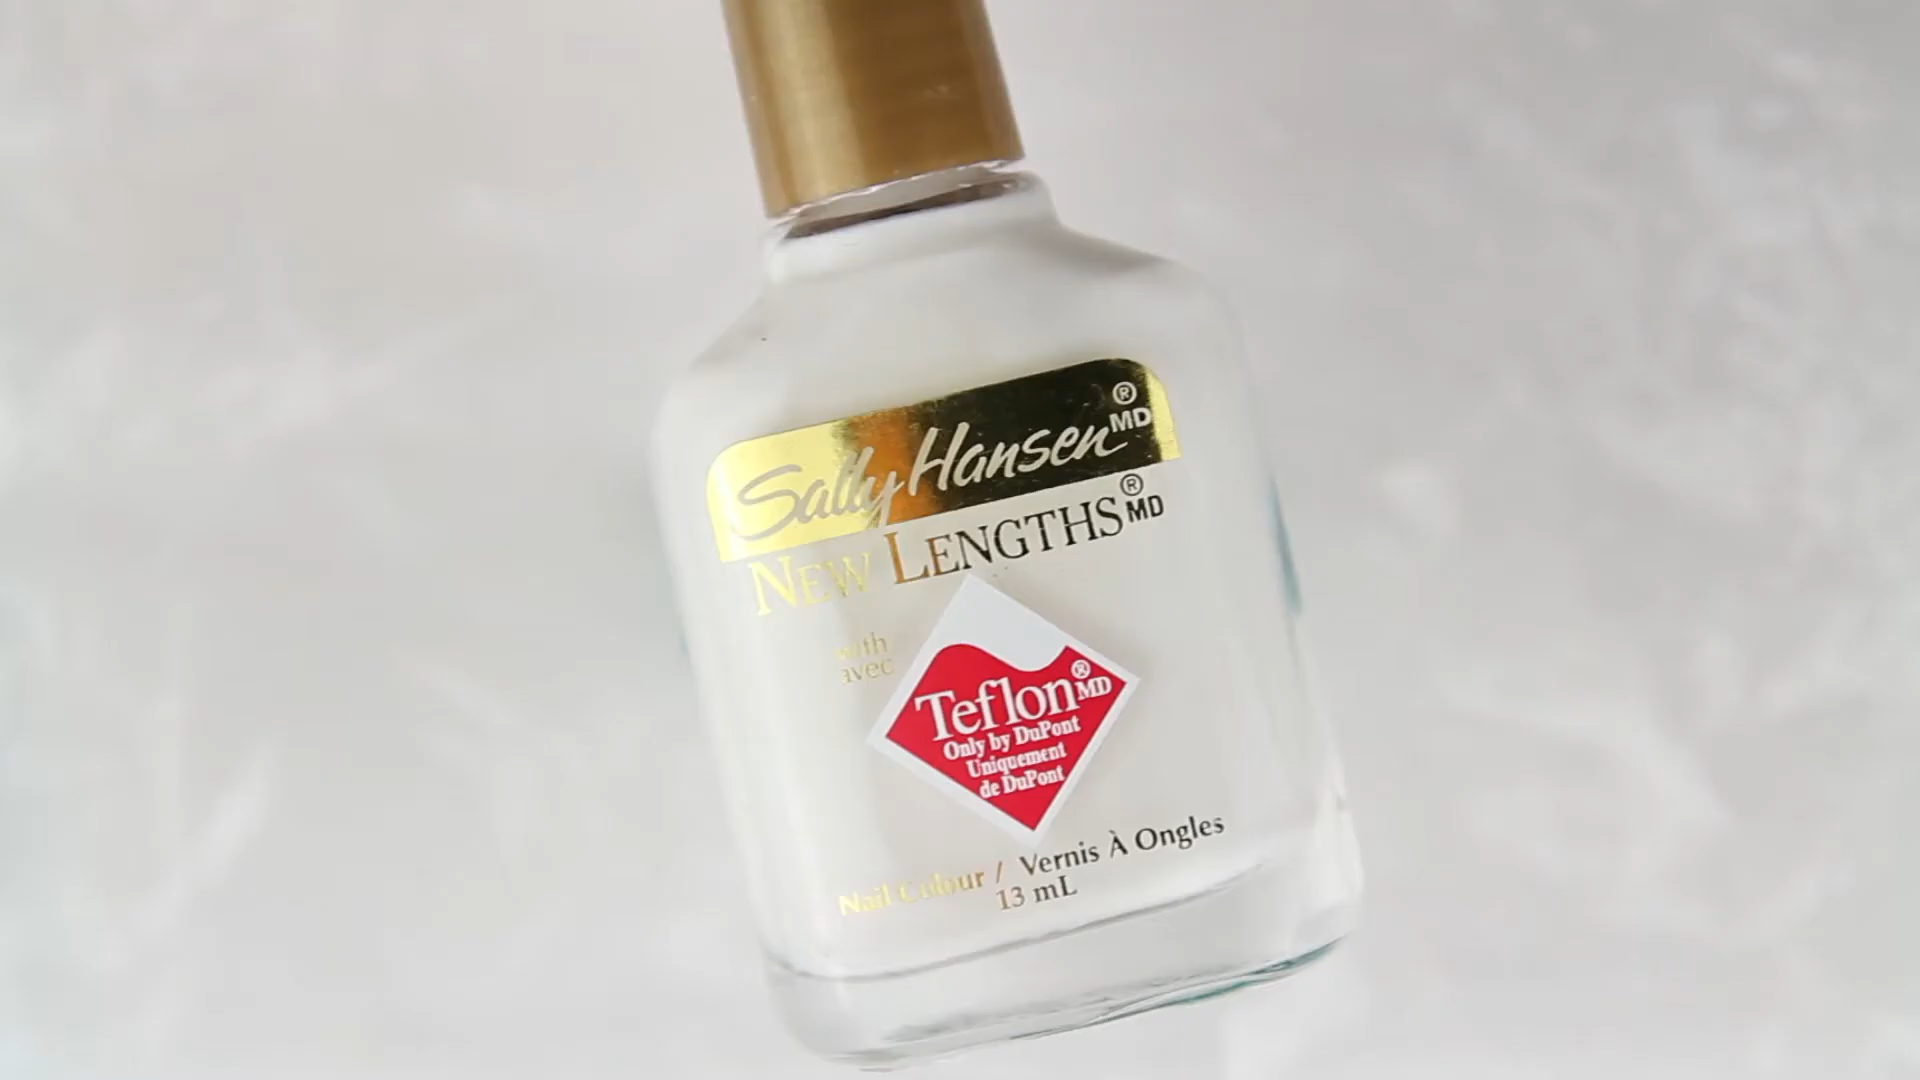 Sally Hansen® MD
NEW LENGTHS® MD
with
avec
Teflon® MD
Only by DuPont
Uniquement
de DuPont
Nail Colour / Vernis À Ongles
13 mL